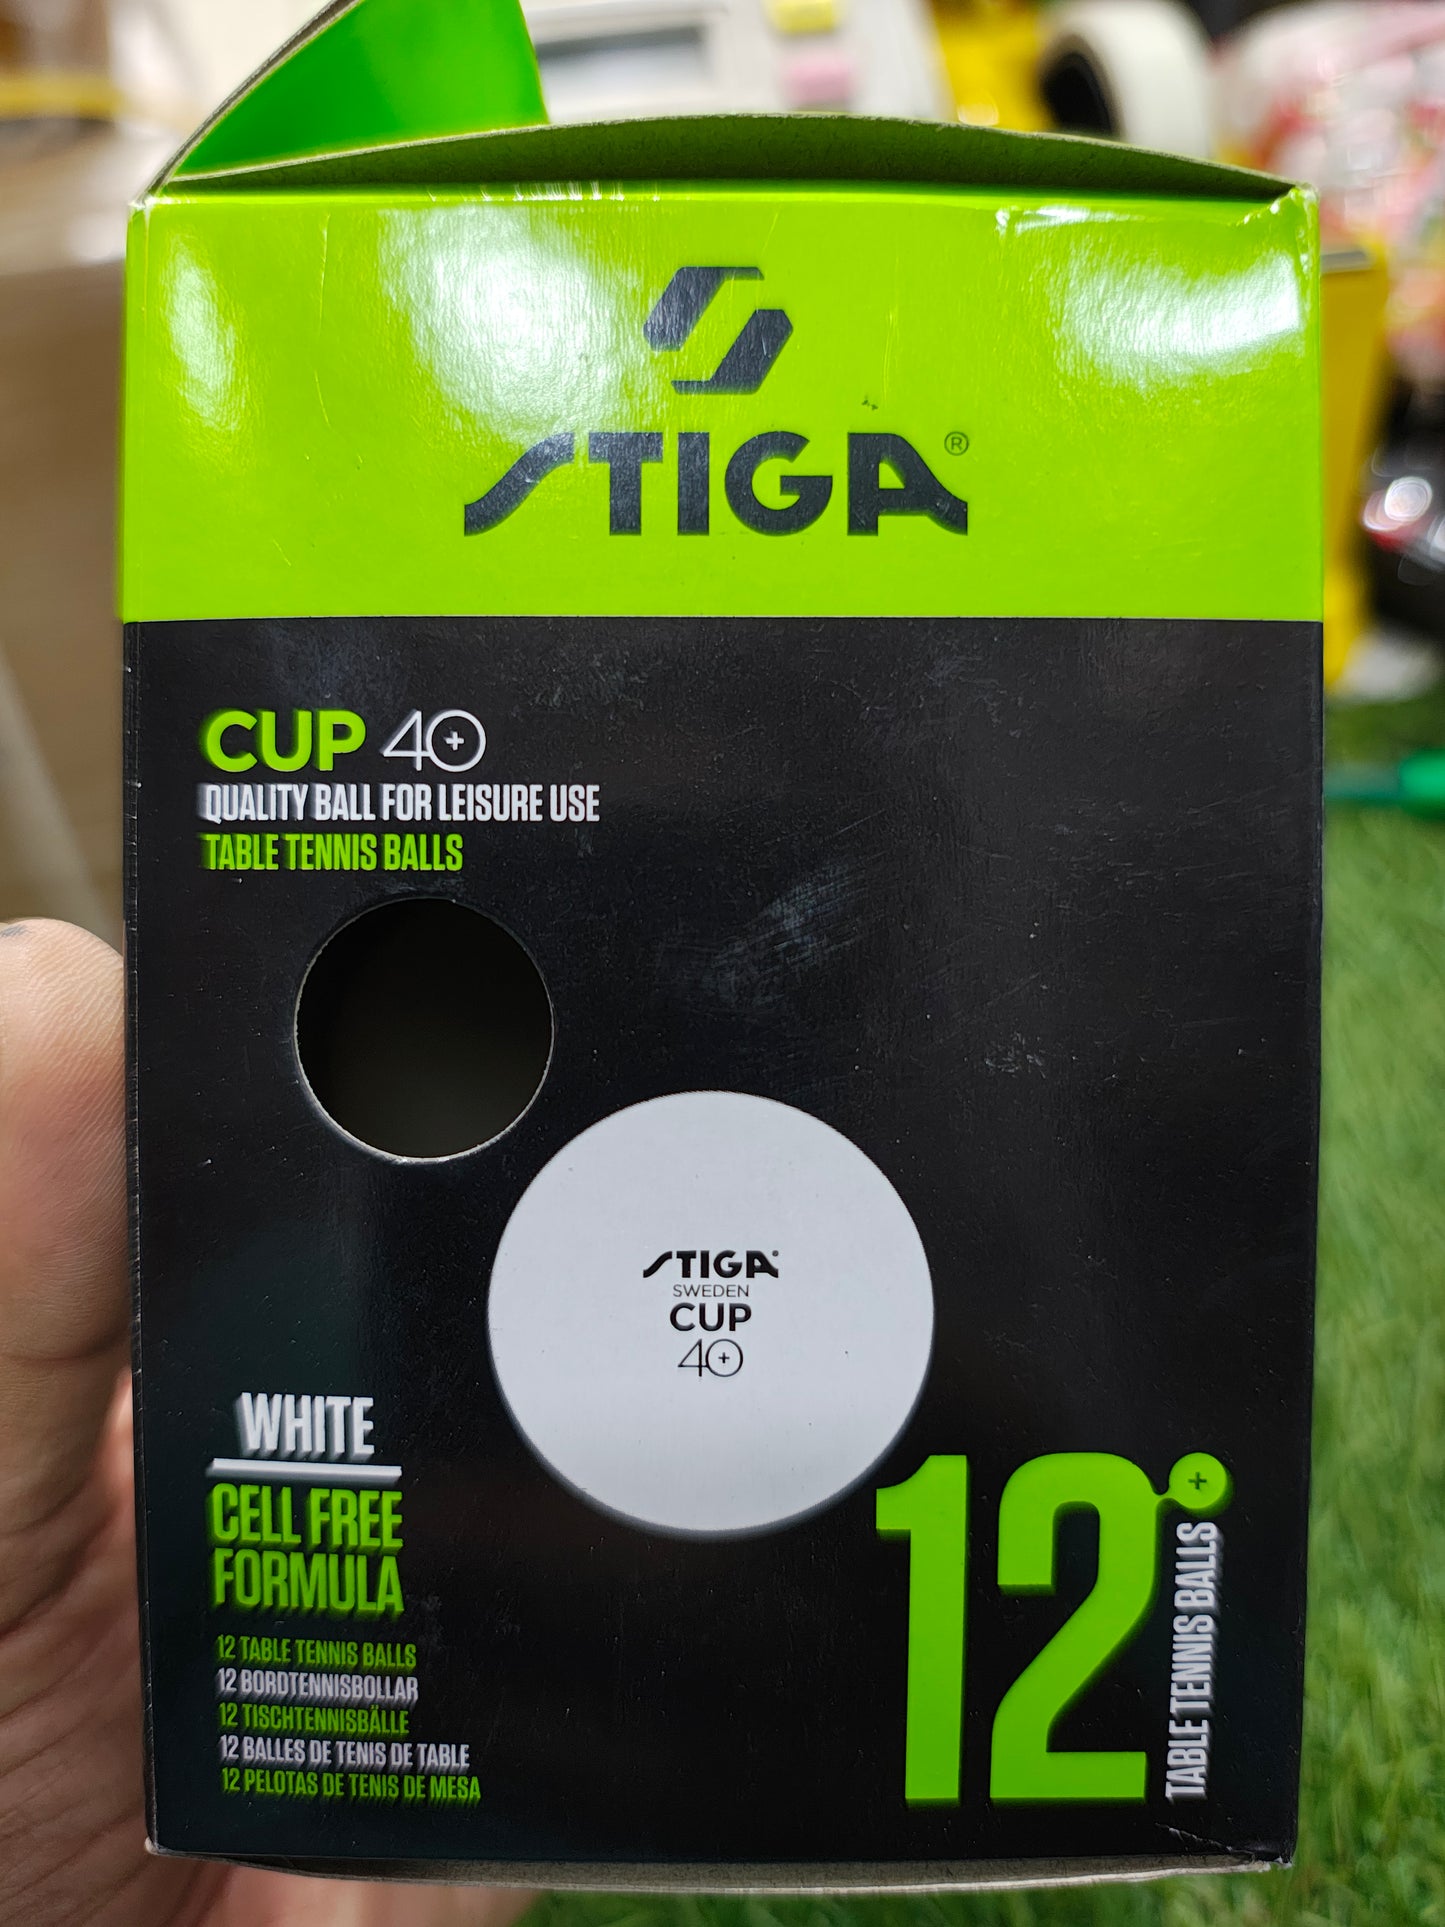 STIGA®
CUP 40+
QUALITY BALL FOR LEISURE USE
TABLE TENNIS BALLS
STIGA®
SWEDEN
CUP
40+
WHITE
CELL FREE
FORMULA
12 TABLE TENNIS BALLS
12 BORDTENNISBOLLAR
12 TISCHTENNISBÄLLE
12 BALLES DE TENIS DE TABLE
12 PELOTAS DE TENIS DE MESA
12+
TABLE TENNIS BALLS